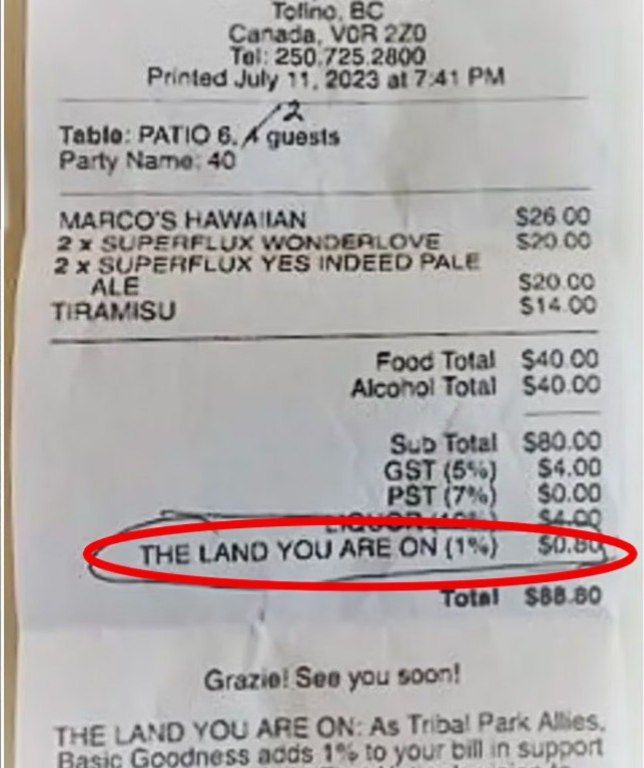 Tofino, BC
Canada, V0R 2Z0
Tel: 250.725.2800
Printed July 11, 2023 at 7:41 PM
2
Table: PATIO 6, guests
Party Name: 40
MARCO'S HAWAIIAN $26.00
2 x SUPERFLUX WONDERLOVE $20.00
2 x SUPERFLUX YES INDEED PALE
ALE $20.00
TIRAMISU $14.00
Food Total $40.00
Alcohol Total $40.00
Sub Total $80.00
GST (5%) $4.00
PST (7%) $0.00
LIQUOR (10%) $4.00
THE LAND YOU ARE ON (1%) $0.80
Total $88.80
Grazie! See you soon!
THE LAND YOU ARE ON: As Tribal Park Allies,
Basic Goodness adds 1% to your bill in support